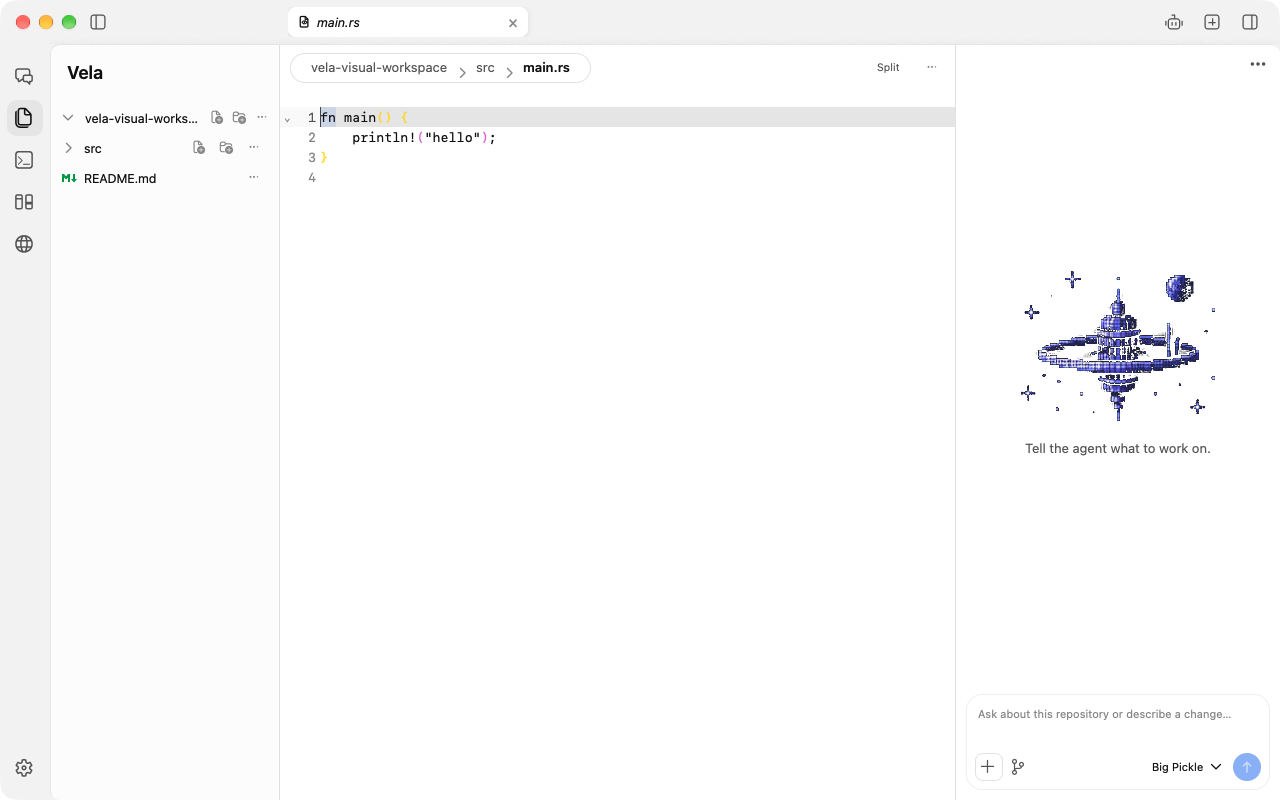 main.rs
Vela
vela-visual-works...
src
README.md
vela-visual-workspace
src
main.rs
Split
1 fn main() {
2     println!("hello");
3 }
4
Tell the agent what to work on.
Ask about this repository or describe a change...
Big Pickle